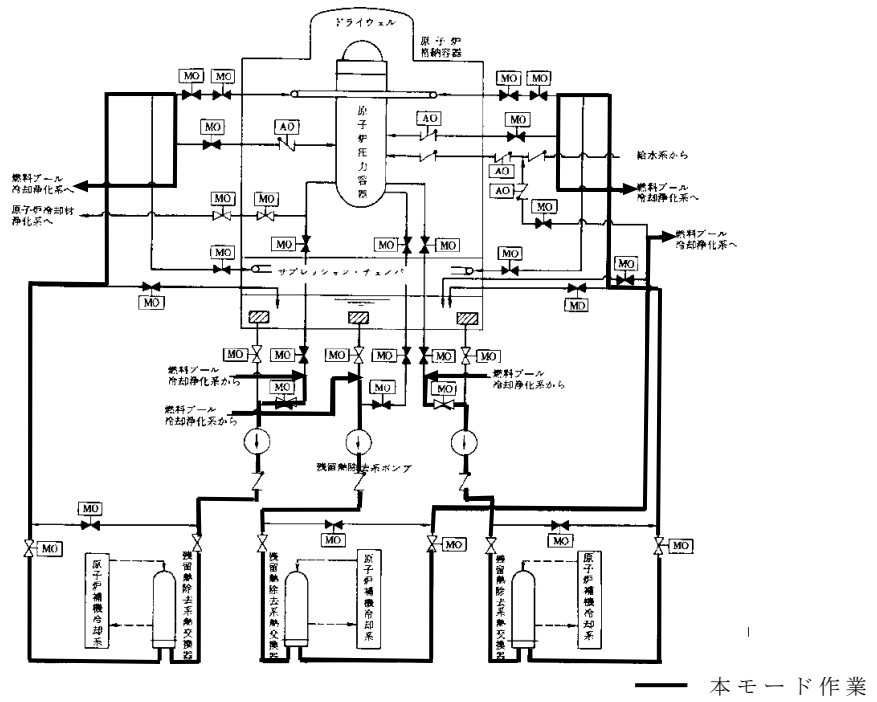 ドライウェル
原子炉
格納容器
MO
MO
MO
MO
原子炉圧力容器
MO
AO
AO
MO
給水系から
AO
燃料プール
冷却浄化系へ
AO
燃料プール
冷却浄化系へ
原子炉冷却材
浄化系へ
MO
MO
MO
燃料プール
冷却浄化系へ
MO
MO
MO
MO
MO
サプレッション・チェンバ
MO
MO
MO
MO
MO
MO
MO
MO
MO
燃料プール
冷却浄化系から
燃料プール
冷却浄化系から
MO
MO
MO
燃料プール
冷却浄化系から
残留熱除去系ポンプ
MO
MO
MO
MO
MO
MO
原子炉補機冷却系
残留熱除去系熱交換器
残留熱除去系熱交換器
原子炉補機冷却系
残留熱除去系熱交換器
原子炉補機冷却系
本モード作業